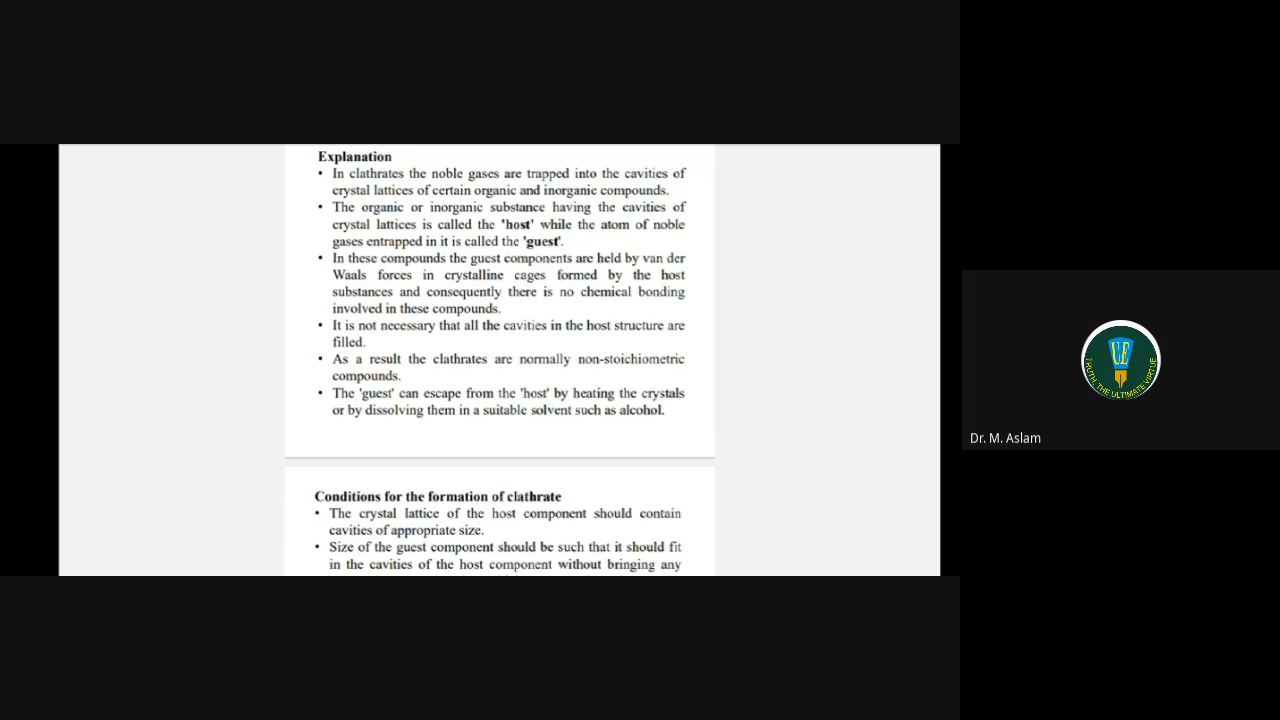 Explanation
• In clathrates the noble gases are trapped into the cavities of
crystal lattices of certain organic and inorganic compounds.
• The organic or inorganic substance having the cavities of
crystal lattices is called the 'host' while the atom of noble
gases entrapped in it is called the 'guest'.
• In these compounds the guest components are held by van der
Waals forces in crystalline cages formed by the host
substances and consequently there is no chemical bonding
involved in these compounds.
• It is not necessary that all the cavities in the host structure are
filled.
• As a result the clathrates are normally non-stoichiometric
compounds.
• The 'guest' can escape from the 'host' by heating the crystals
or by dissolving them in a suitable solvent such as alcohol.
Conditions for the formation of clathrate
• The crystal lattice of the host component should contain
cavities of appropriate size.
• Size of the guest component should be such that it should fit
in the cavities of the host component without bringing any
CE
TRUTH, THE ULTIMATE VIRTUE
Dr. M. Aslam